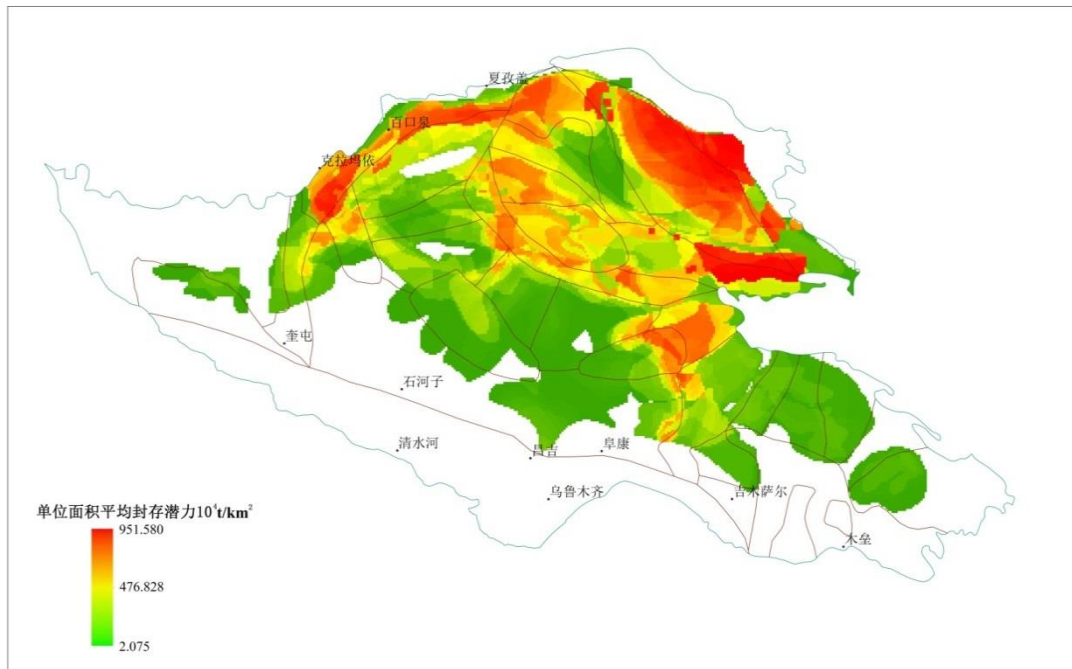 夏孜盖
百口泉
克拉玛依
奎屯
石河子
清水河
昌吉
阜康
乌鲁木齐
吉木萨尔
木垒
单位面积平均封存潜力10⁴t/km²
951.580
476.828
2.075